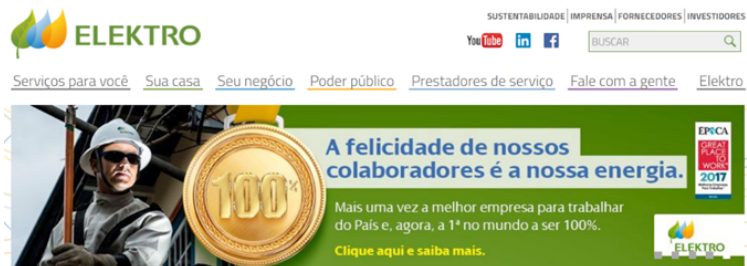 ELEKTRO
SUSTENTABILIDADE IMPRENSA FORNECEDORES INVESTIDORES
YouTube in f BUSCAR
Serviços para você Sua casa Seu negócio Poder público Prestadores de serviço Fale com a gente Elektro
100%
A felicidade de nossos
colaboradores é a nossa energia.
Mais uma vez a melhor empresa para trabalhar
do País e, agora, a 1ª no mundo a ser 100%.
Clique aqui e saiba mais.
ÉPOCA
GREAT
PLACE
TO
WORK
2017
ELEKTRO